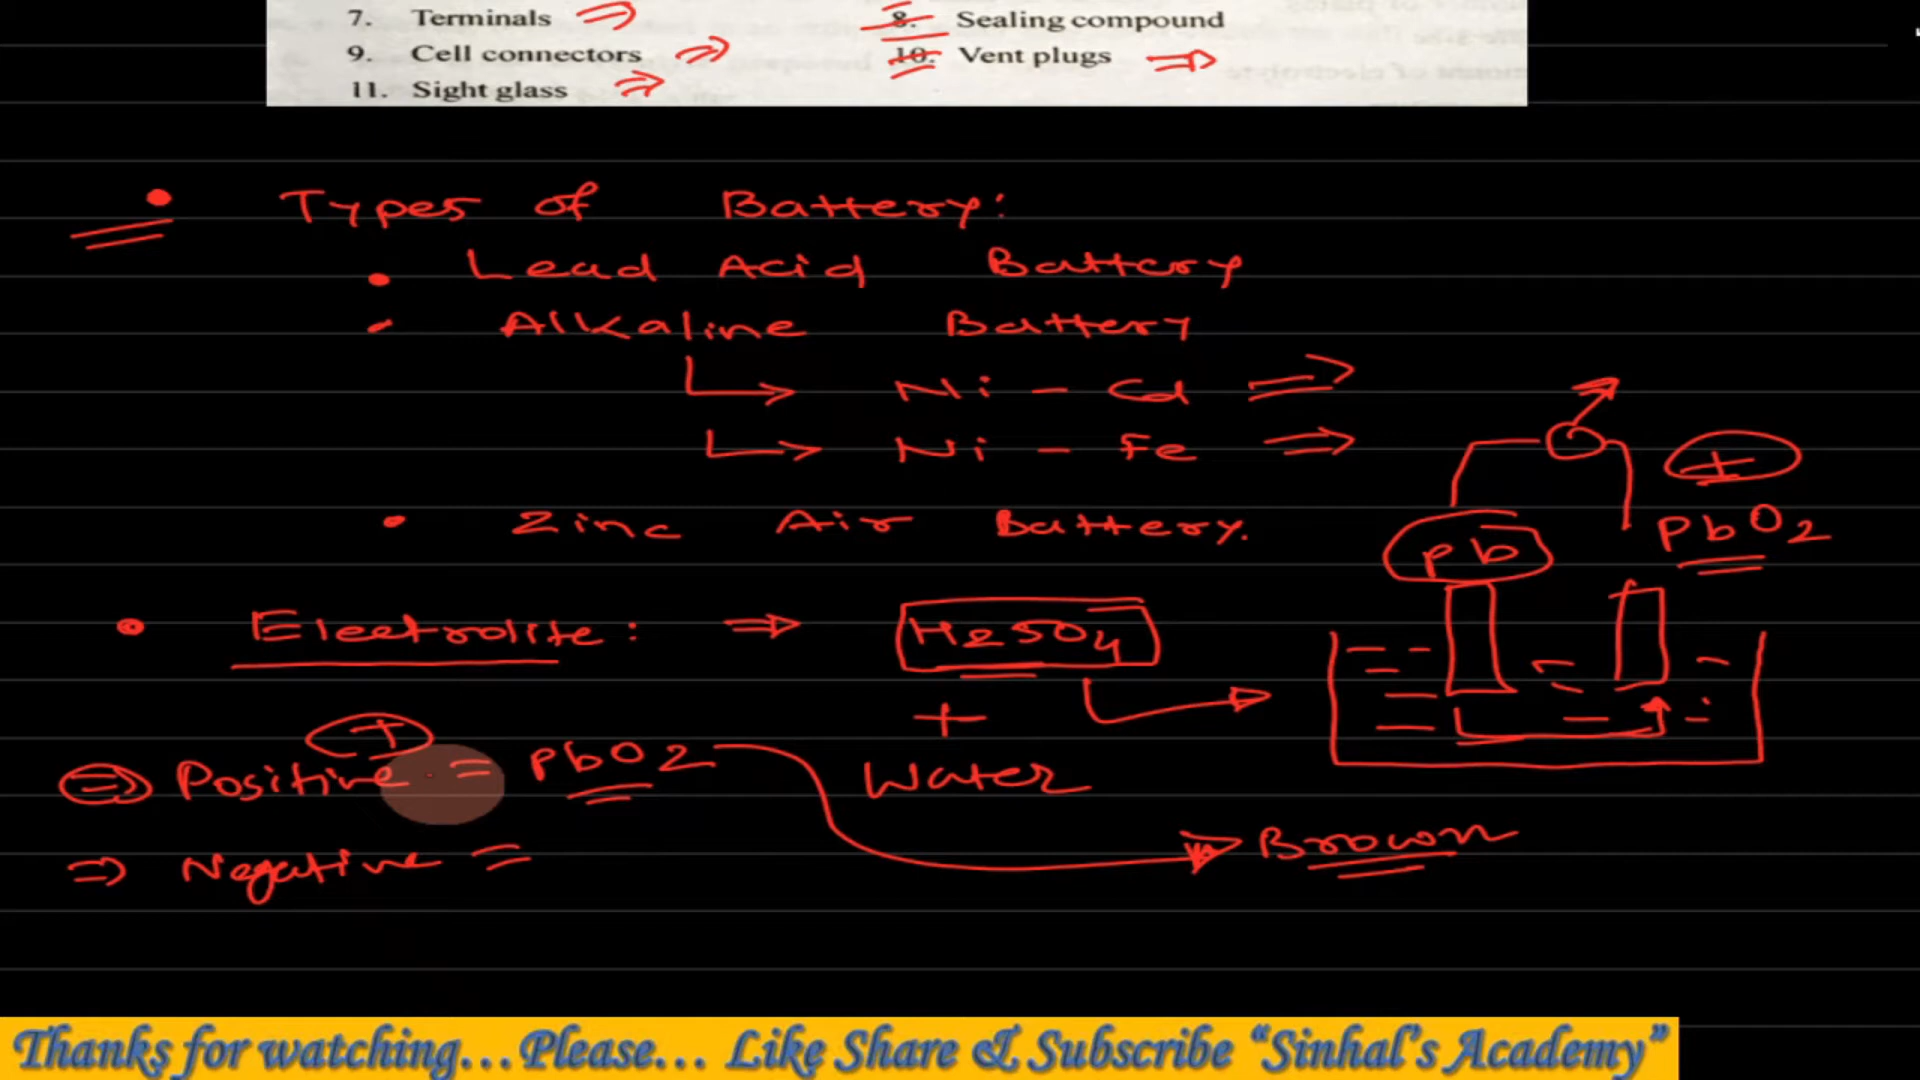 7. Terminals 8. Sealing compound
9. Cell connectors 10. Vent plugs
11. Sight glass
Types of Battery:
Lead Acid Battery
Alkaline Battery
Ni - Cd
Ni - Fe
Zinc Air Battery.
+
Pb PbO2
Electrolite: ⇒ H2SO4
+
Water
+
⇒ Positive = PbO2
Brown
⇒ Negative =
Thanks for watching... Please... Like Share & Subscribe “Sinhal's Academy”